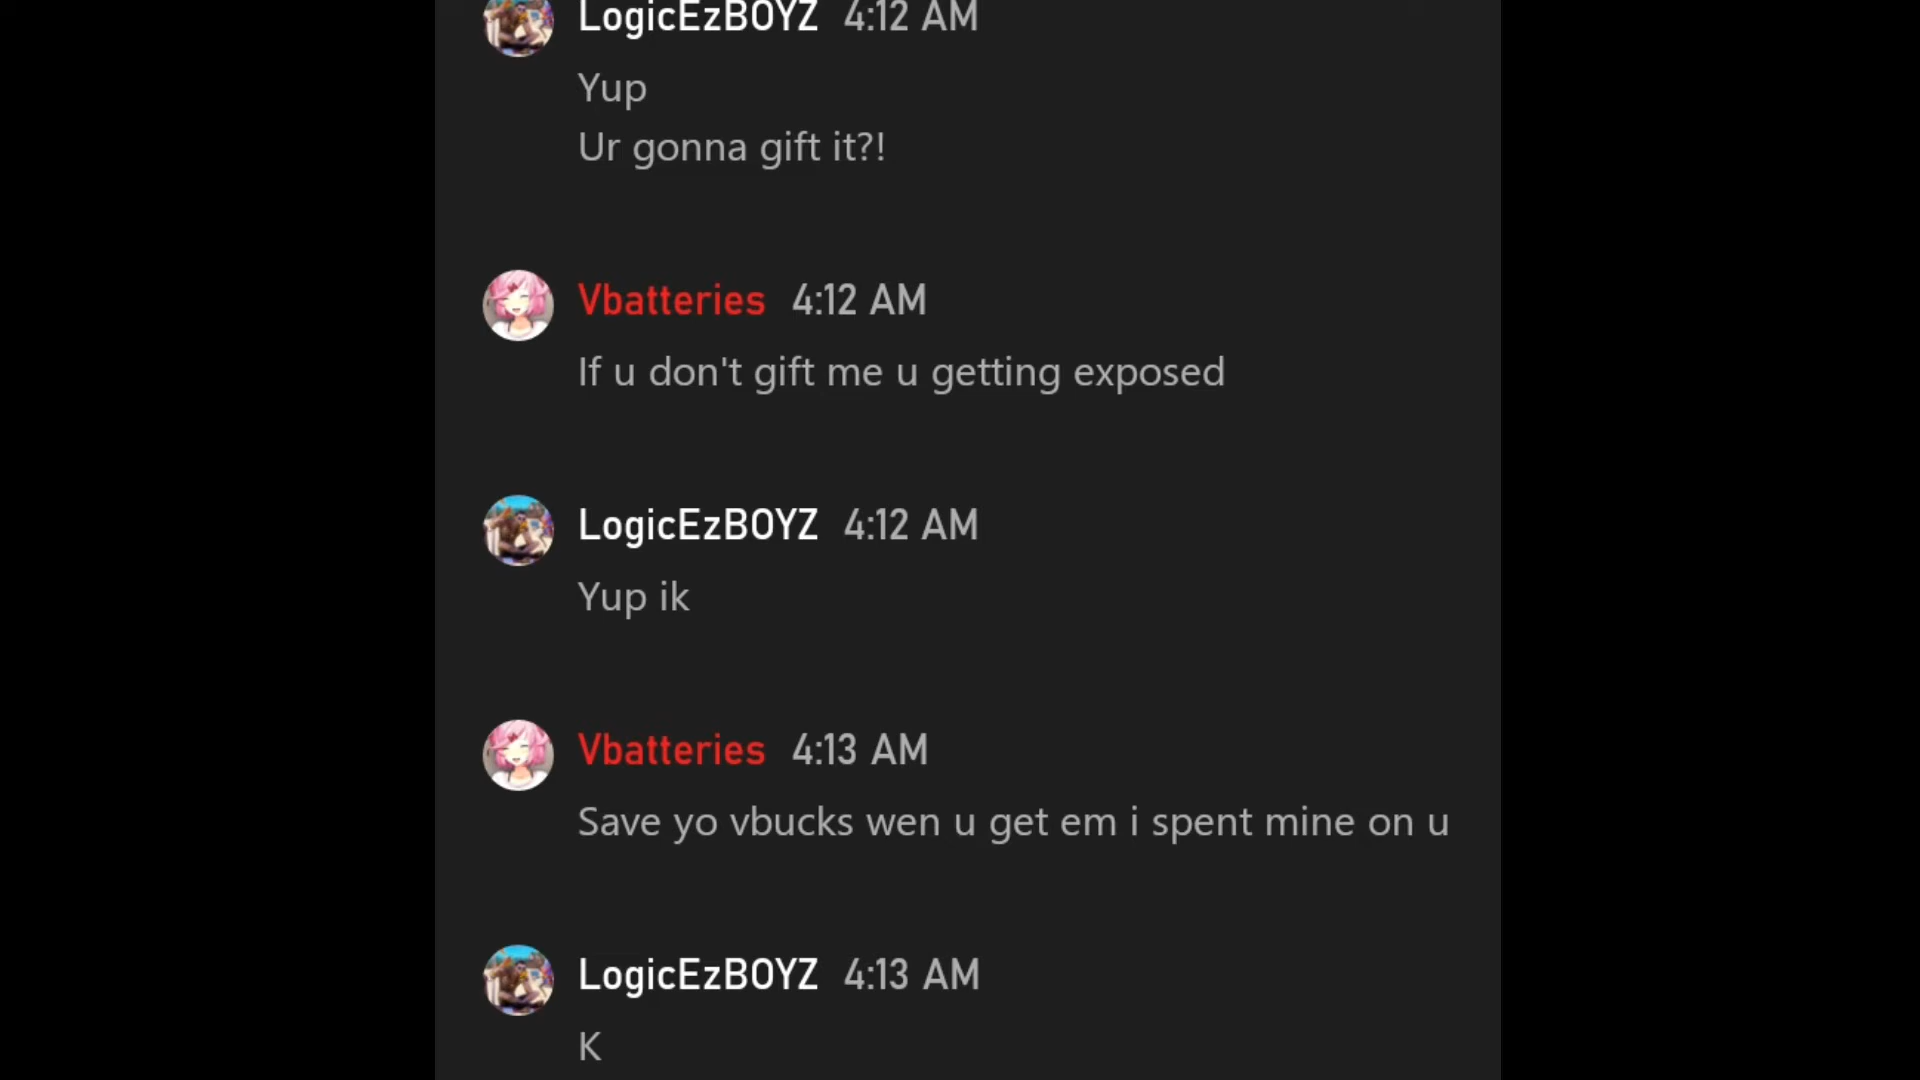 LogicEzBOYZ 4:12 AM
Yup
Ur gonna gift it?!
Vbatteries 4:12 AM
If u don't gift me u getting exposed
LogicEzBOYZ 4:12 AM
Yup ik
Vbatteries 4:13 AM
Save yo vbucks wen u get em i spent mine on u
LogicEzBOYZ 4:13 AM
K